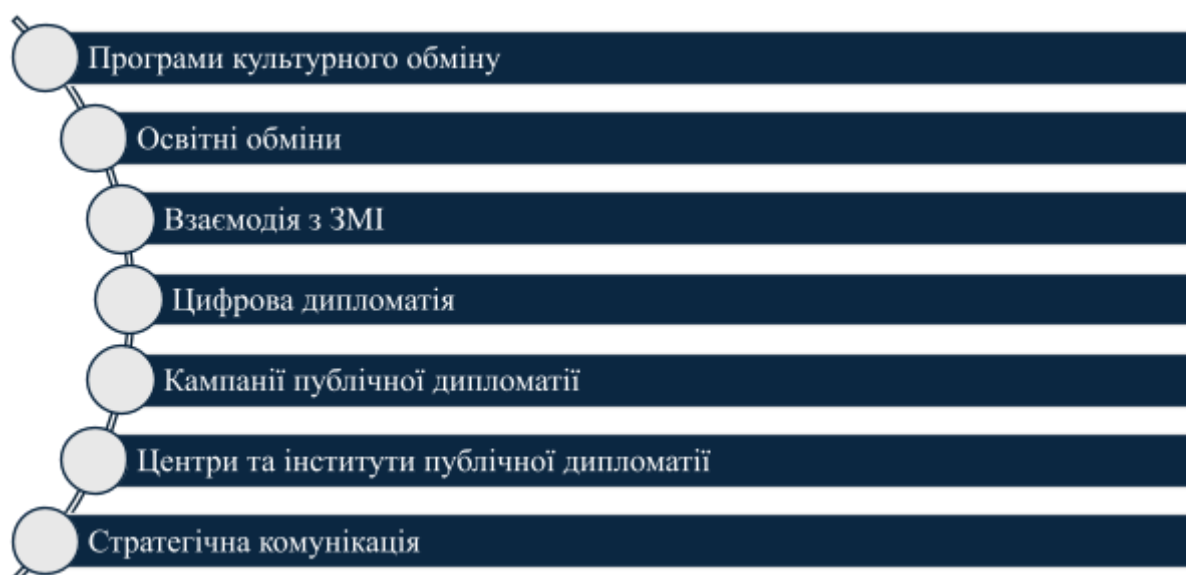 Програми культурного обміну
Освітні обміни
Взаємодія з ЗМІ
Цифрова дипломатія
Кампанії публічної дипломатії
Центри та інститути публічної дипломатії
Стратегічна комунікація